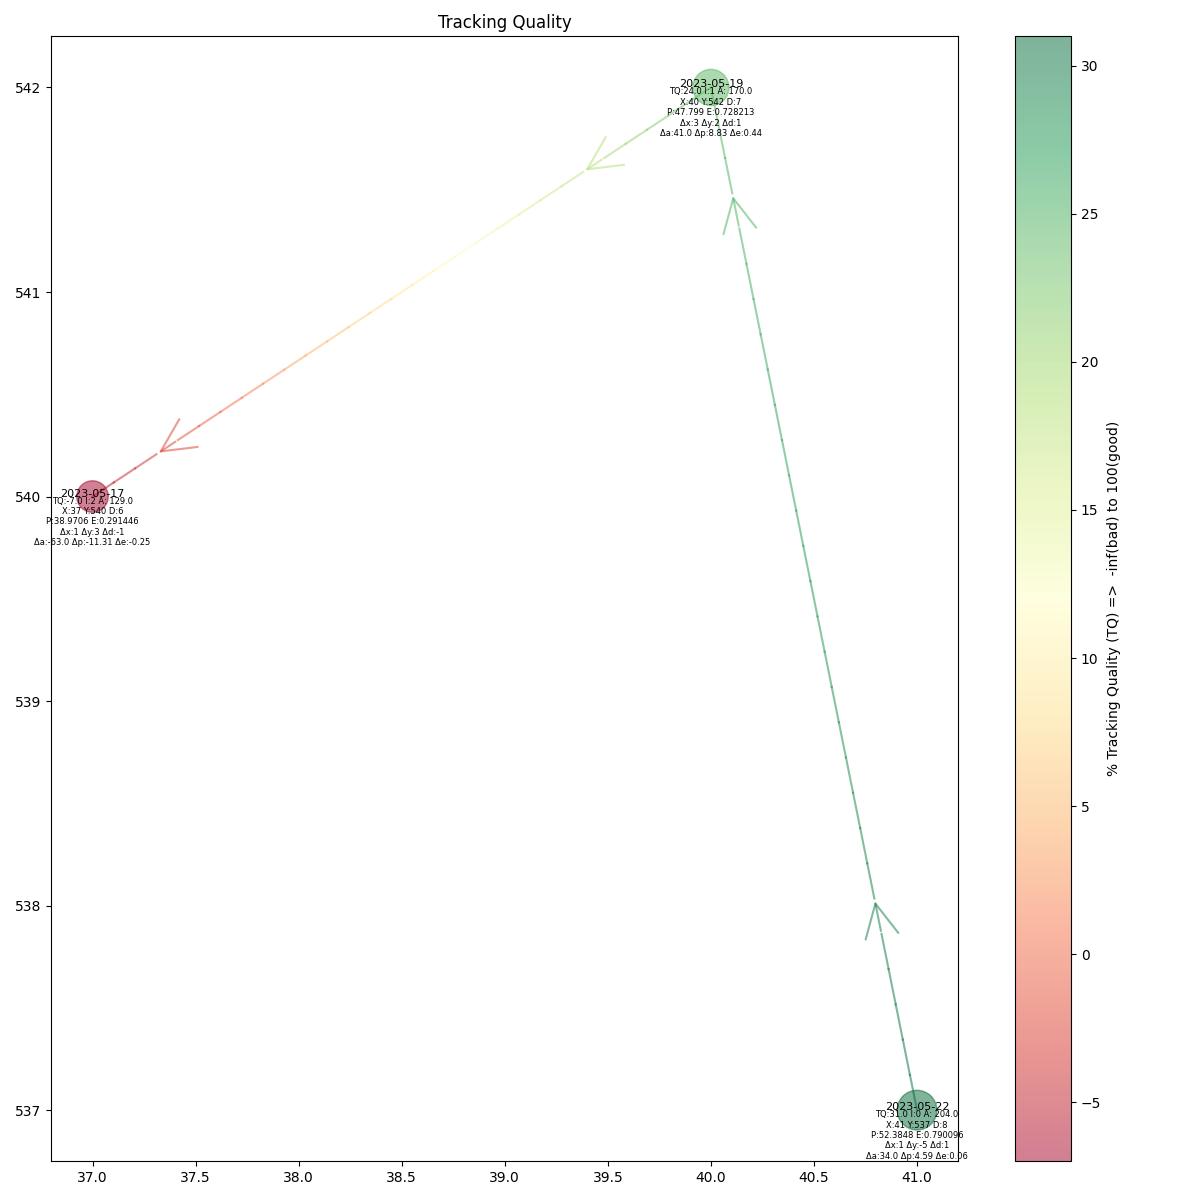 Tracking Quality
542
541
540
539
538
537
2023-05-19
TQ:24.0 I:1 A: 170.0
X:40 Y:542 D:7
P:47.799 E:0.728213
Δx:3 Δy:2 Δd:1
Δa:41.0 Δp:8.83 Δe:0.44
2023-05-17
TQ:-7.0 I:2 A: 129.0
X:37 Y:540 D:6
P:38.9706 E:0.291446
Δx:1 Δy:3 Δd:-1
Δa:-63.0 Δp:-11.31 Δe:-0.25
2023-05-22
TQ:31.0 I:0 A: 204.0
X:41 Y:537 D:8
P:52.3848 E:0.790096
Δx:1 Δy:-5 Δd:1
Δa:34.0 Δp:4.59 Δe:0.06
37.0 37.5 38.0 38.5 39.0 39.5 40.0 40.5 41.0
30
25
20
15
10
5
0
−5
% Tracking Quality (TQ) => -inf(bad) to 100(good)